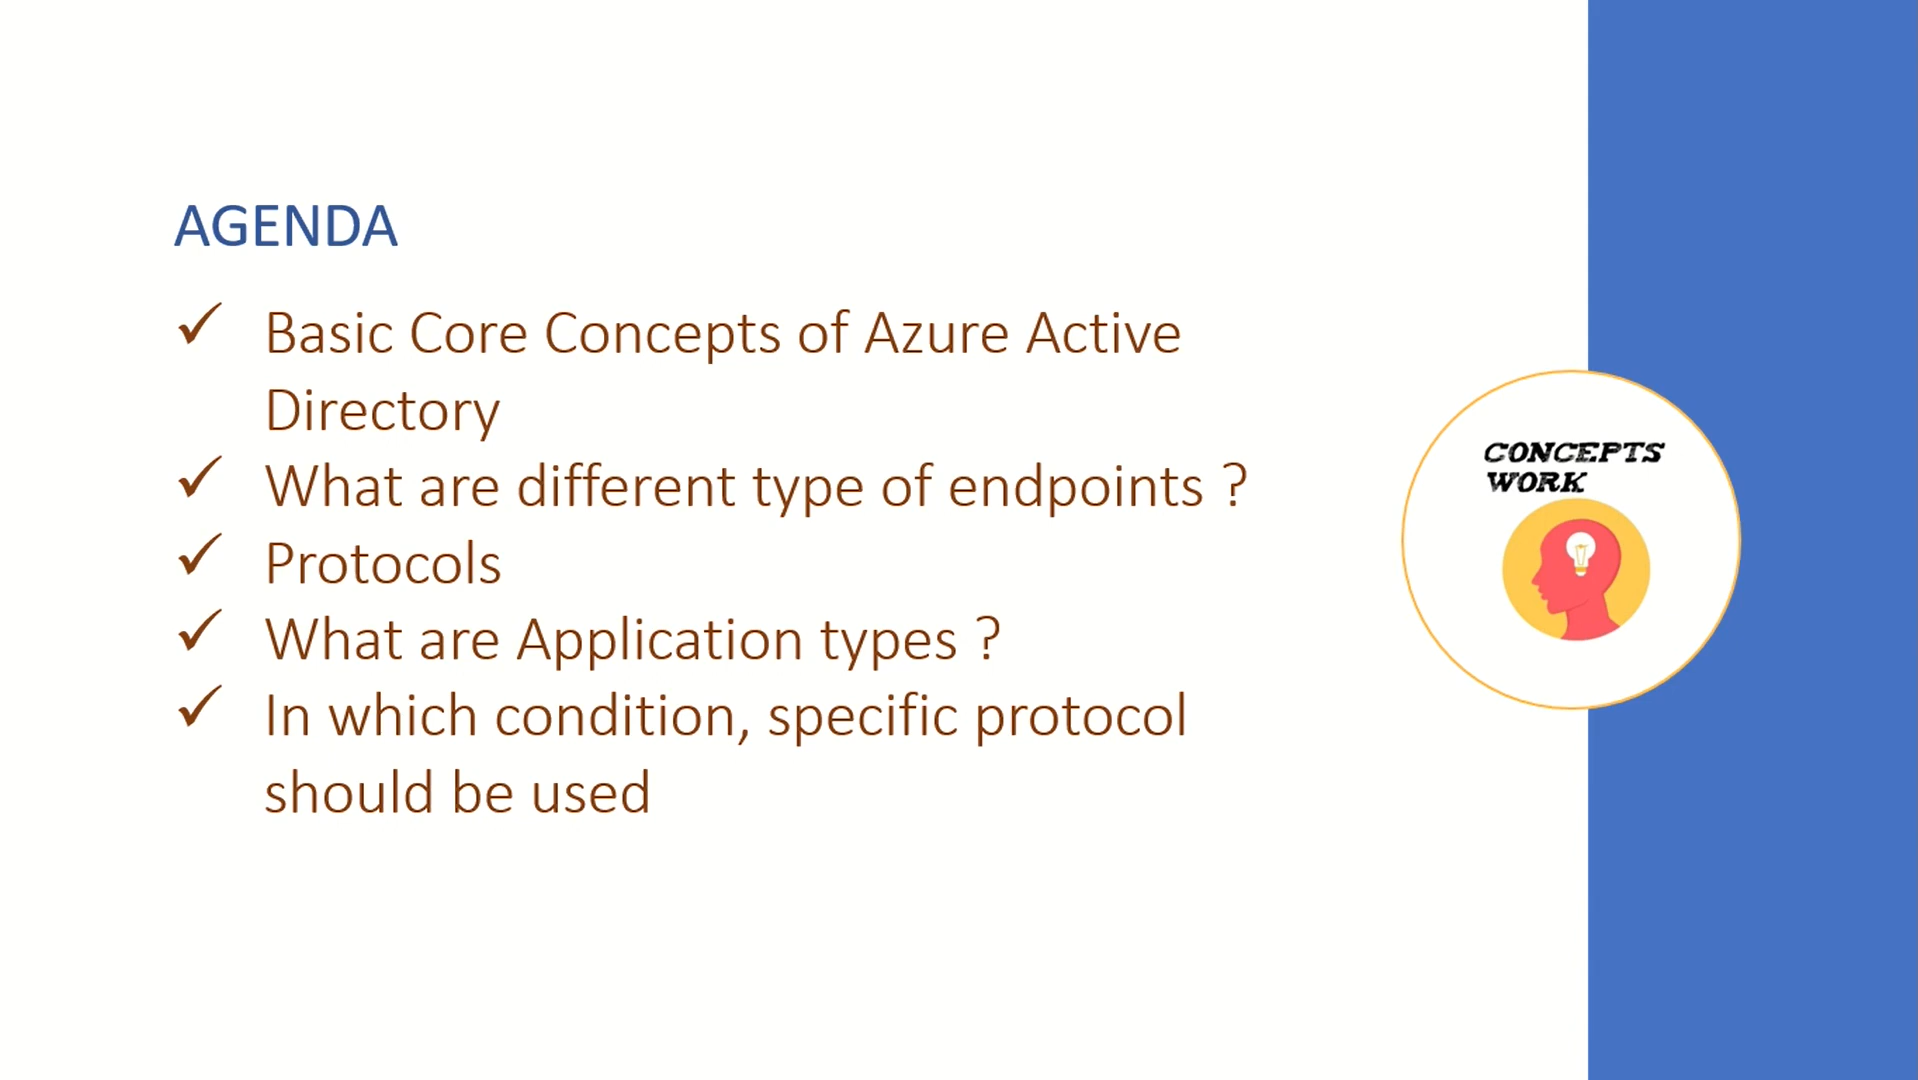 AGENDA
✓ Basic Core Concepts of Azure Active
Directory
✓ What are different type of endpoints ?
✓ Protocols
✓ What are Application types ?
✓ In which condition, specific protocol
should be used
CONCEPTS
WORK